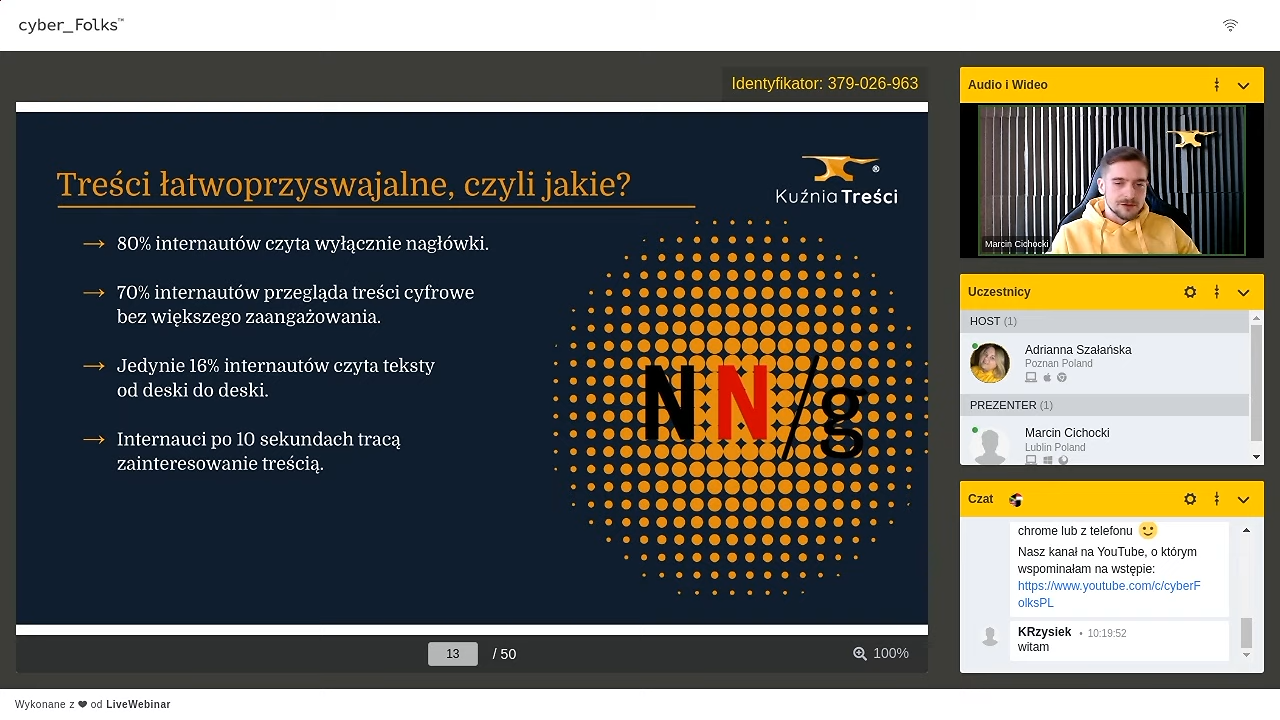 cyber_Folks™
Identyfikator: 379-026-963
Treści łatwoprzyswajalne, czyli jakie?
Kuźnia Treści
®
→ 80% internautów czyta wyłącznie nagłówki.
→ 70% internautów przegląda treści cyfrowe
bez większego zaangażowania.
→ Jedynie 16% internautów czyta teksty
od deski do deski.
→ Internauci po 10 sekundach tracą
zainteresowanie treścią.
NN/g
13 / 50
100%
Audio i Wideo
Marcin Cichocki
Uczestnicy
HOST (1)
Adrianna Szałańska
Poznan Poland
PREZENTER (1)
Marcin Cichocki
Lublin Poland
Czat
chrome lub z telefonu
Nasz kanał na YouTube, o którym
wspominałam na wstępie:
https://www.youtube.com/c/cyberF
olksPL
KRzysiek • 10:19:52
witam
Wykonane z ❤ od LiveWebinar